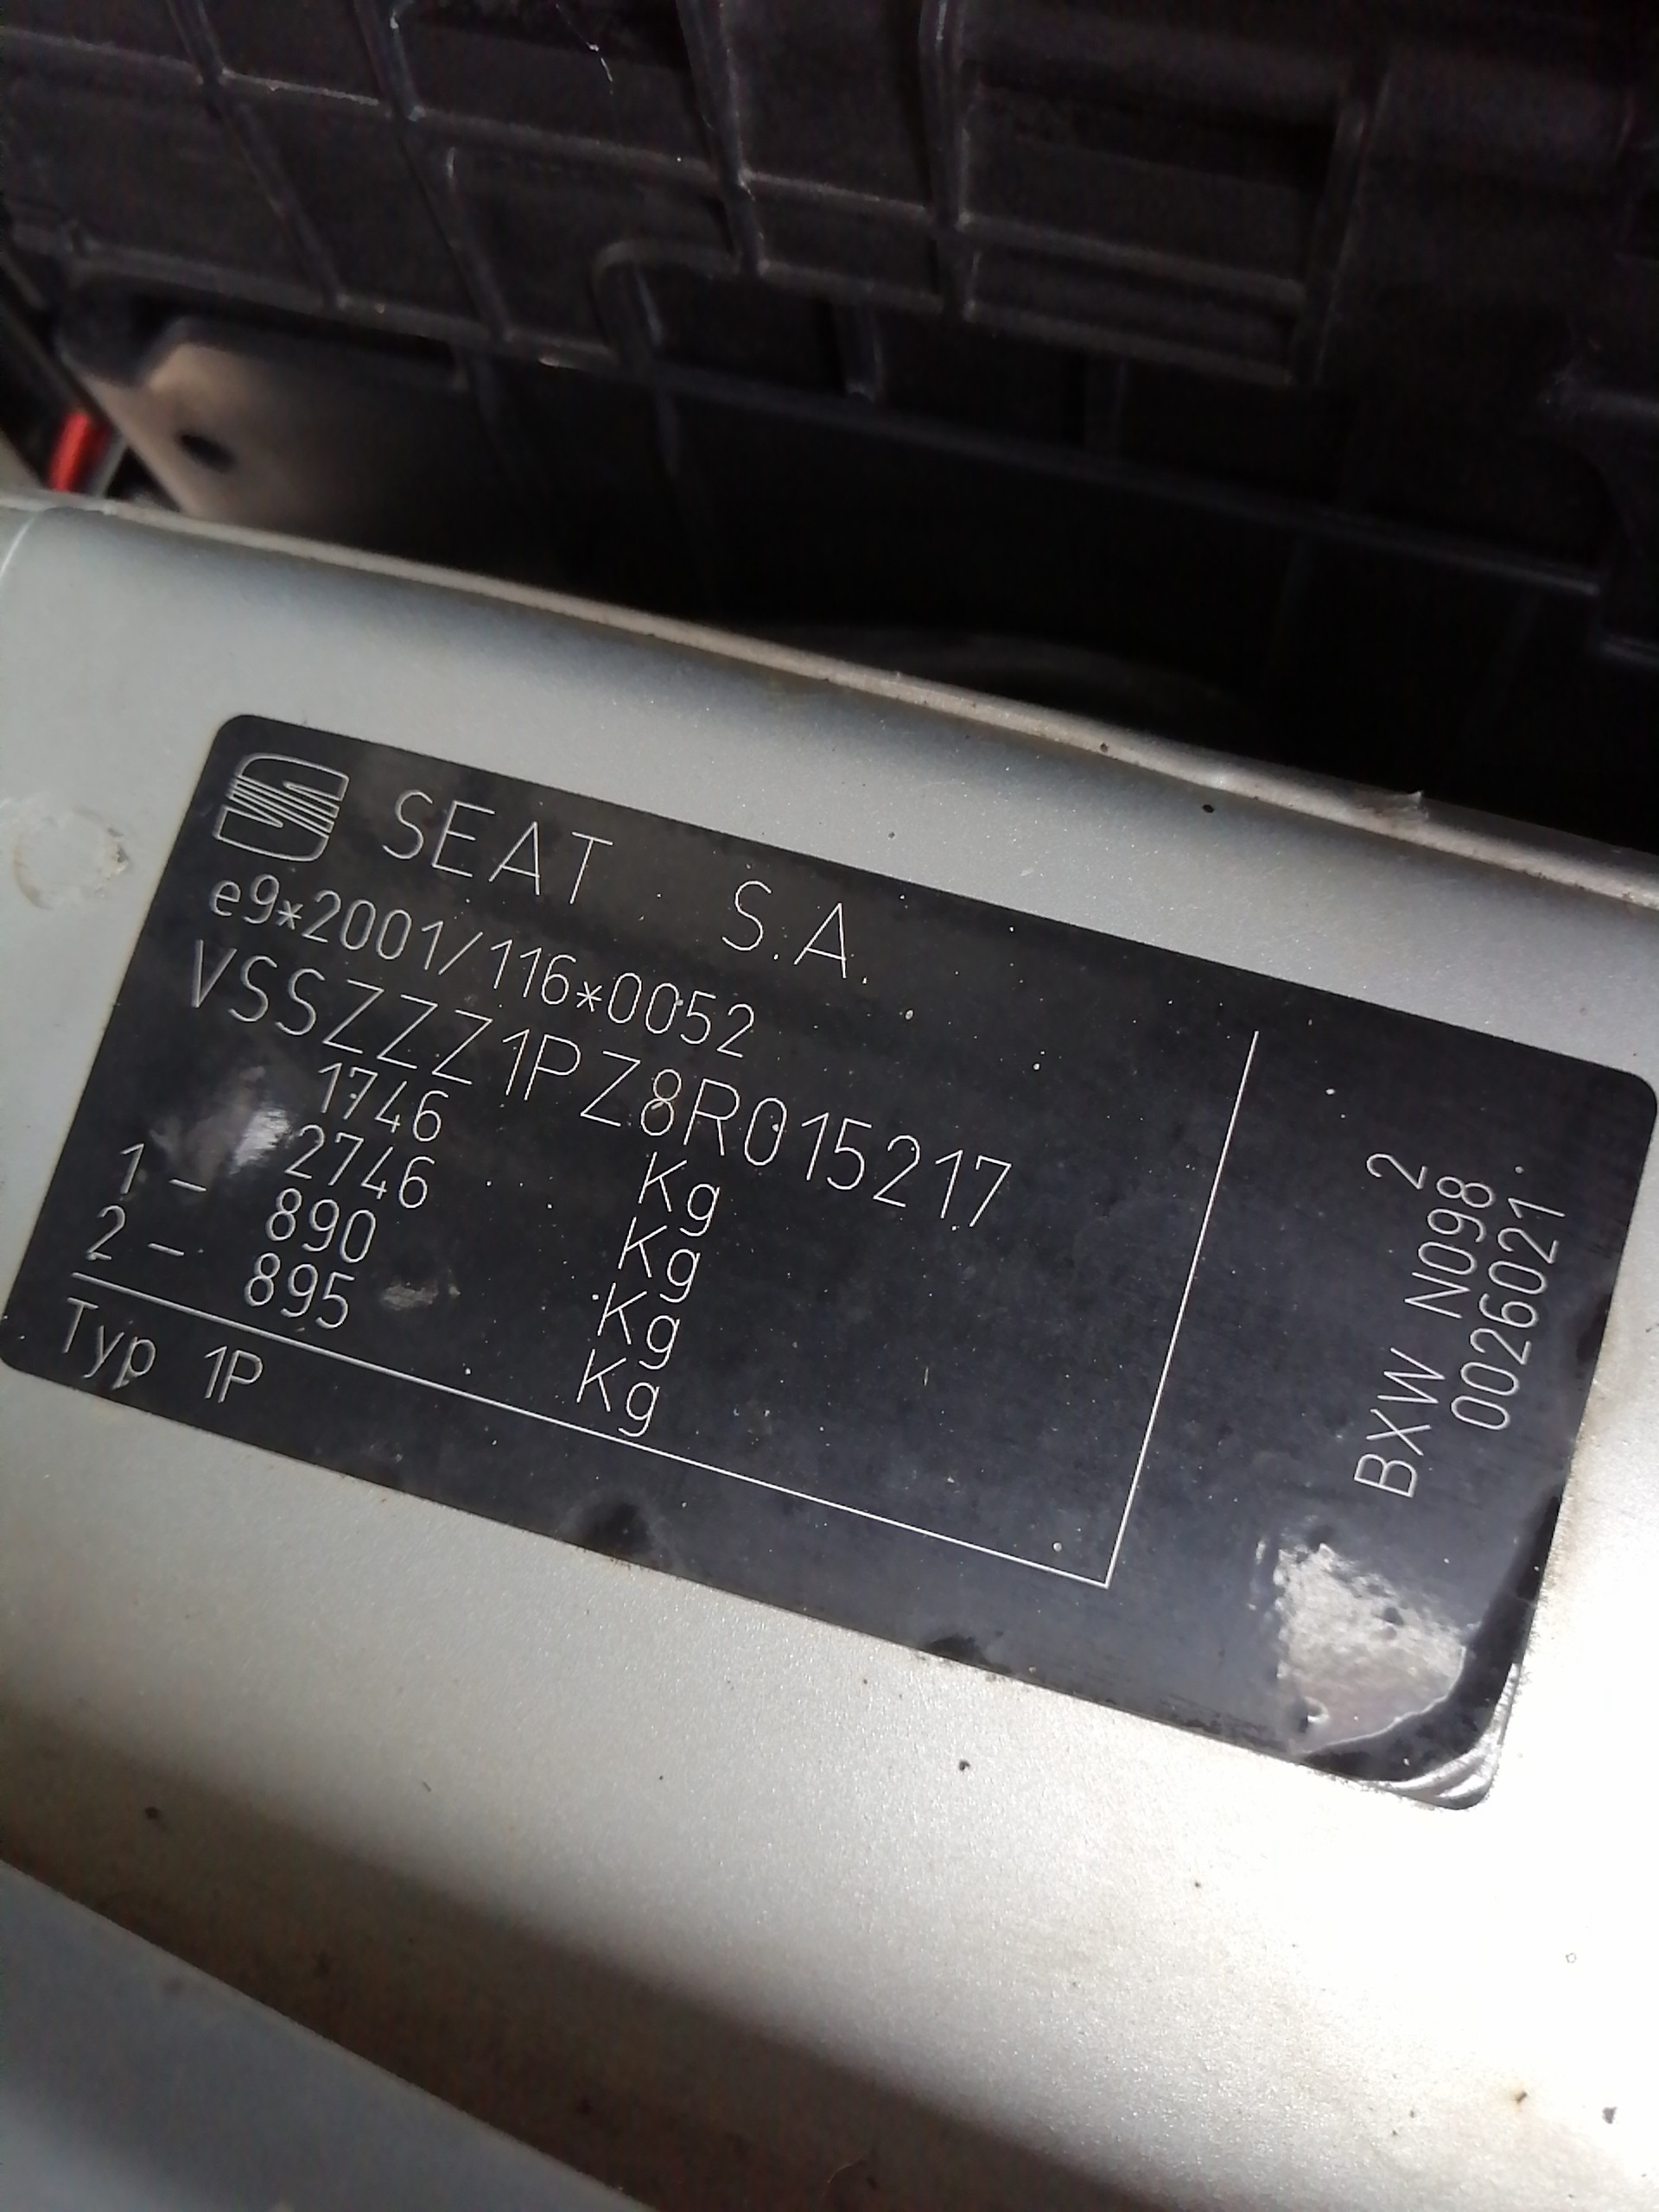 SEAT S.A.
e9*2001/116*0052
VSSZZZ1PZ8R015217
1746 Kg
2746 Kg
1 - 890 Kg
2 - 895 Kg
Typ 1P
BXW N098 2
0026021